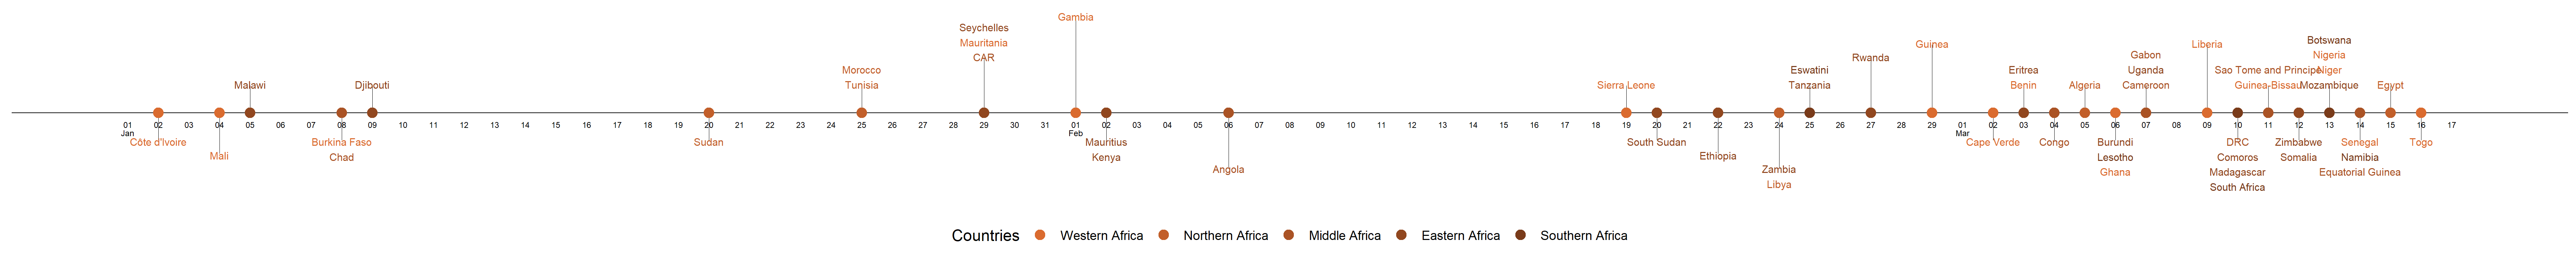 Gambia
Seychelles
Mauritania
CAR
Botswana
Guinea
Liberia
Nigeria
Gabon
Rwanda
Morocco
Eswatini
Eritrea
Uganda
Sao Tome and Principe
Niger
Malawi
Djibouti
Tunisia
Sierra Leone
Tanzania
Benin
Algeria
Cameroon
Guinea-Bissau
Mozambique
Egypt
01 02 03 04 05 06 07 08 09 10 11 12 13 14 15 16 17 18 19 20 21 22 23 24 25 26 27 28 29 30 31 01 02 03 04 05 06 07 08 09 10 11 12 13 14 15 16 17 18 19 20 21 22 23 24 25 26 27 28 29 01 02 03 04 05 06 07 08 09 10 11 12 13 14 15 16 17
Jan Feb Mar
Côte d'Ivoire
Burkina Faso
Sudan
Mauritius
South Sudan
Cape Verde
Congo
Burundi
DRC
Zimbabwe
Senegal
Togo
Mali
Chad
Kenya
Ethiopia
Lesotho
Comoros
Somalia
Namibia
Angola
Zambia
Ghana
Madagascar
Equatorial Guinea
Libya
South Africa
Countries
Western Africa
Northern Africa
Middle Africa
Eastern Africa
Southern Africa